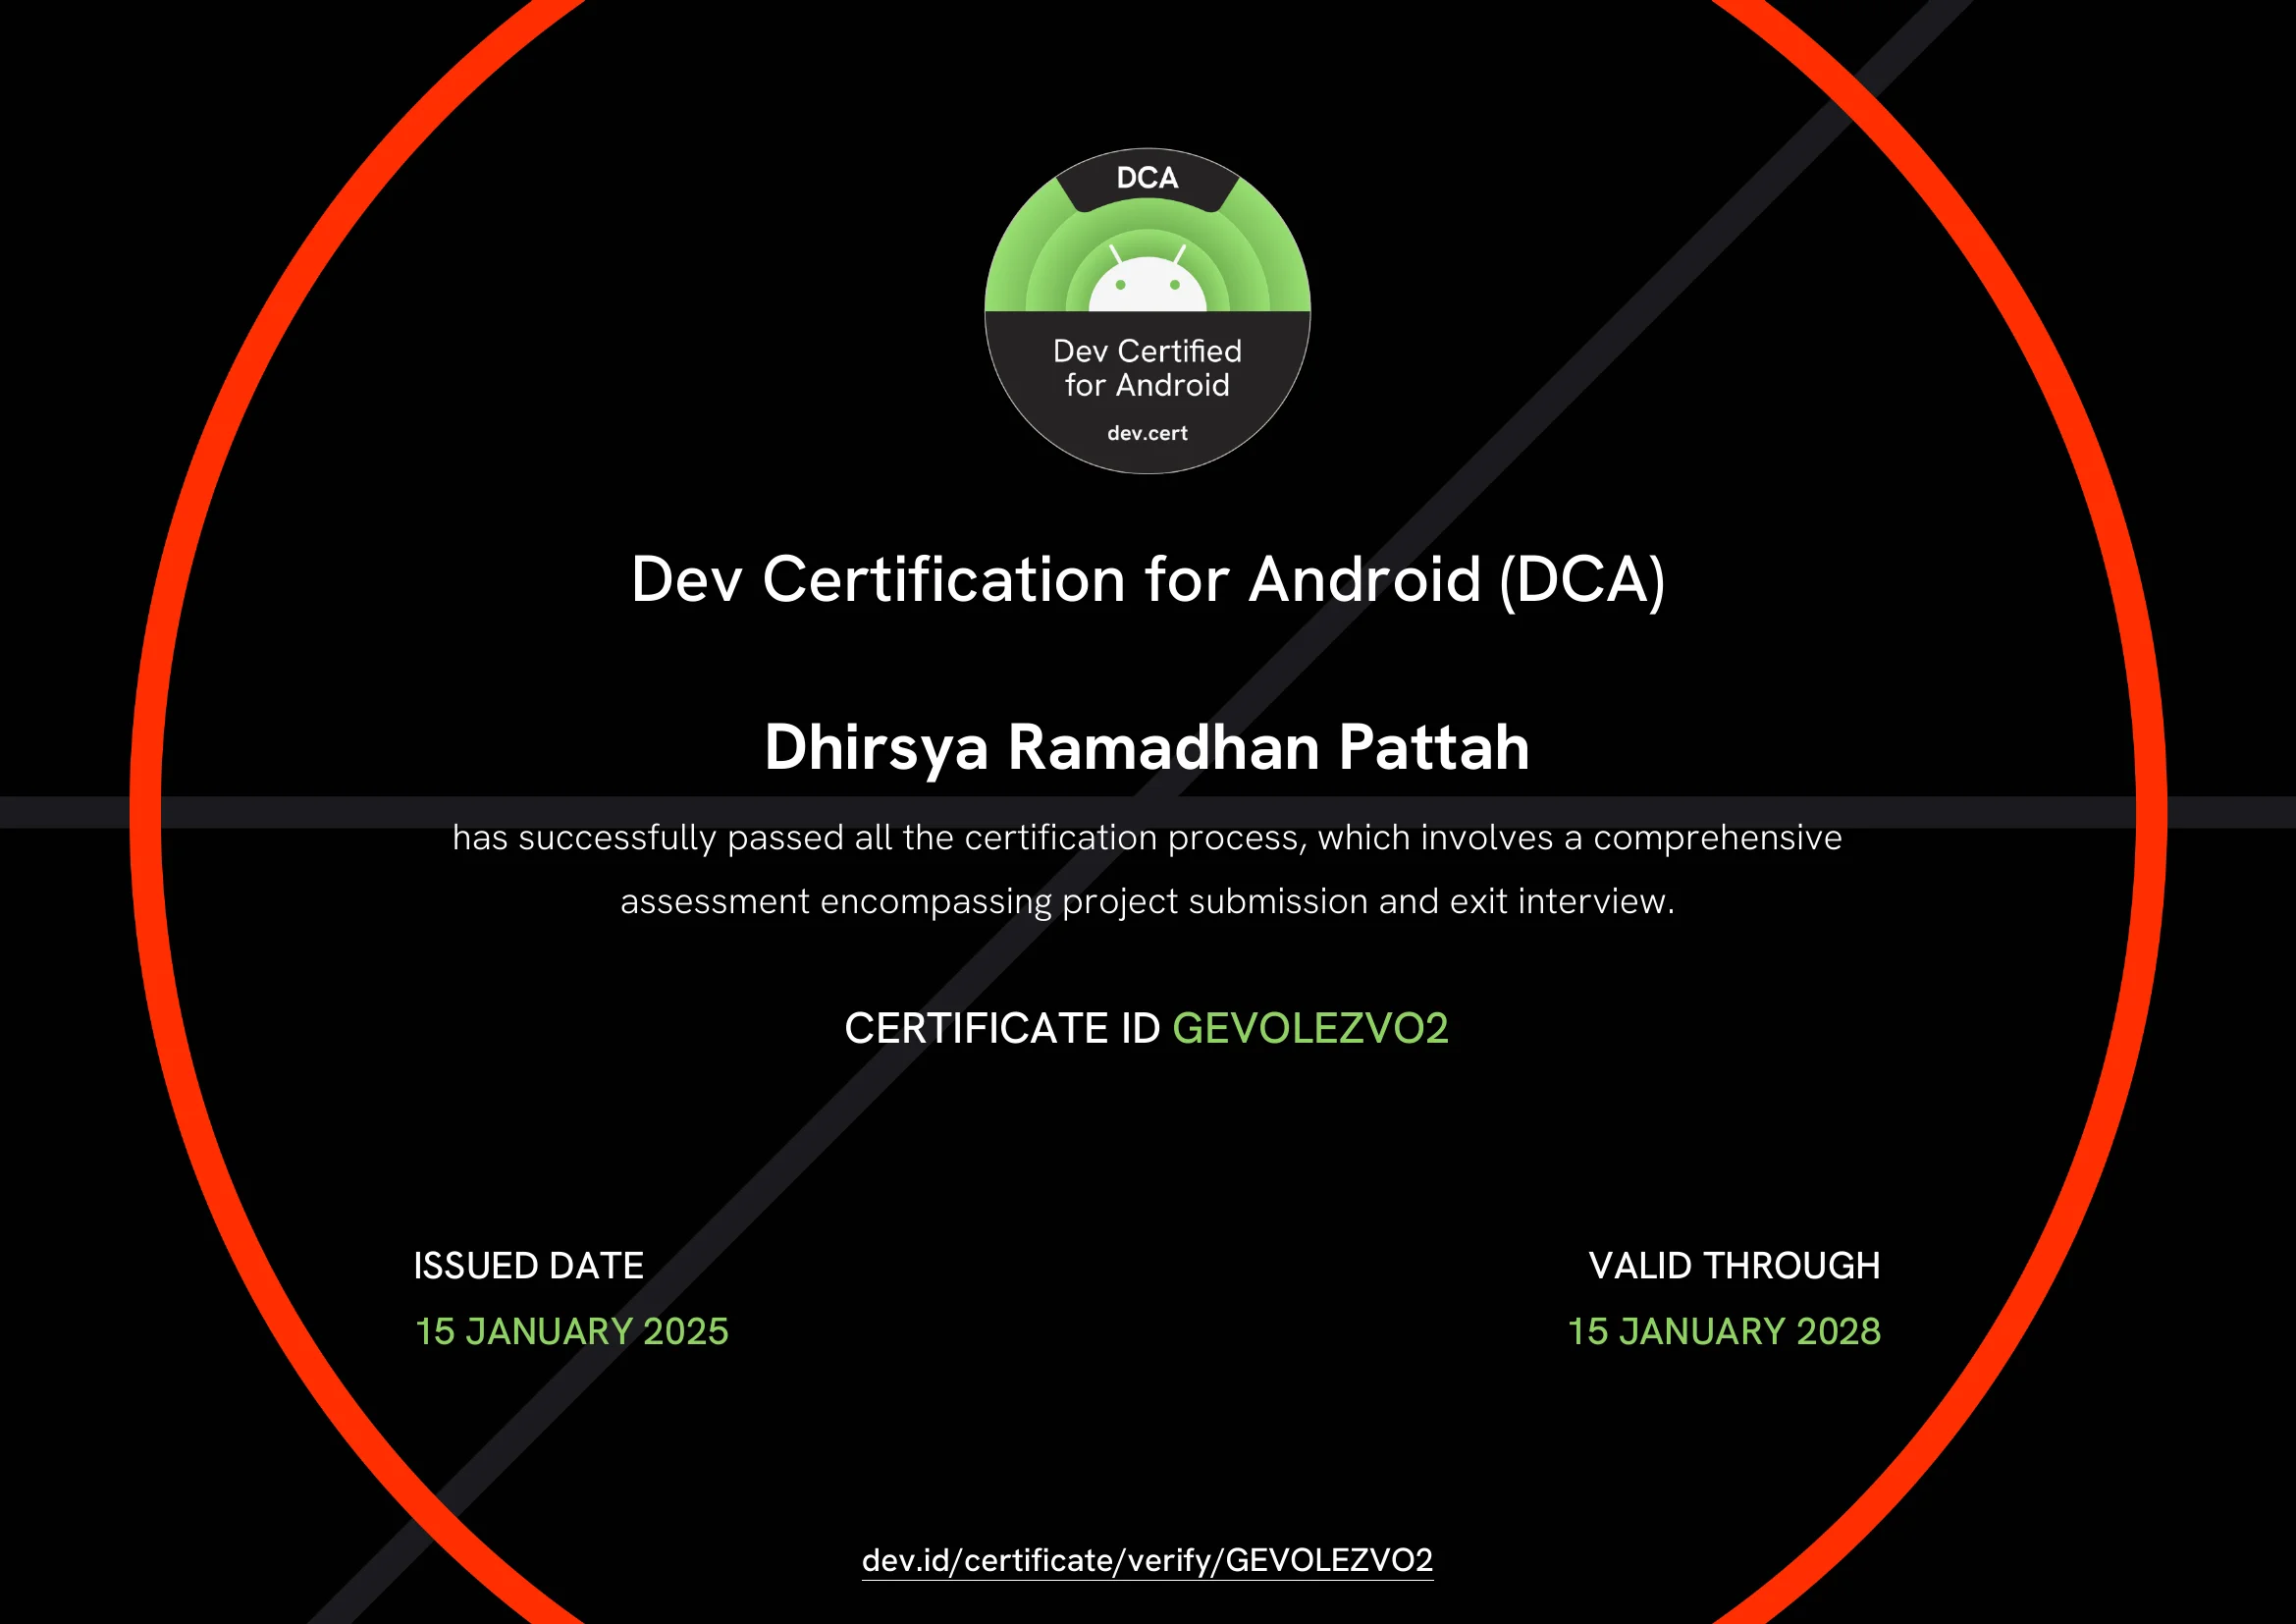 DCA
Dev Certified
for Android
dev.cert
Dev Certification for Android (DCA)
Dhirsya Ramadhan Pattah
has successfully passed all the certification process, which involves a comprehensive
assessment encompassing project submission and exit interview.
CERTIFICATE ID GEVOLEZVO2
ISSUED DATE
15 JANUARY 2025
VALID THROUGH
15 JANUARY 2028
dev.id/certificate/verify/GEVOLEZVO2